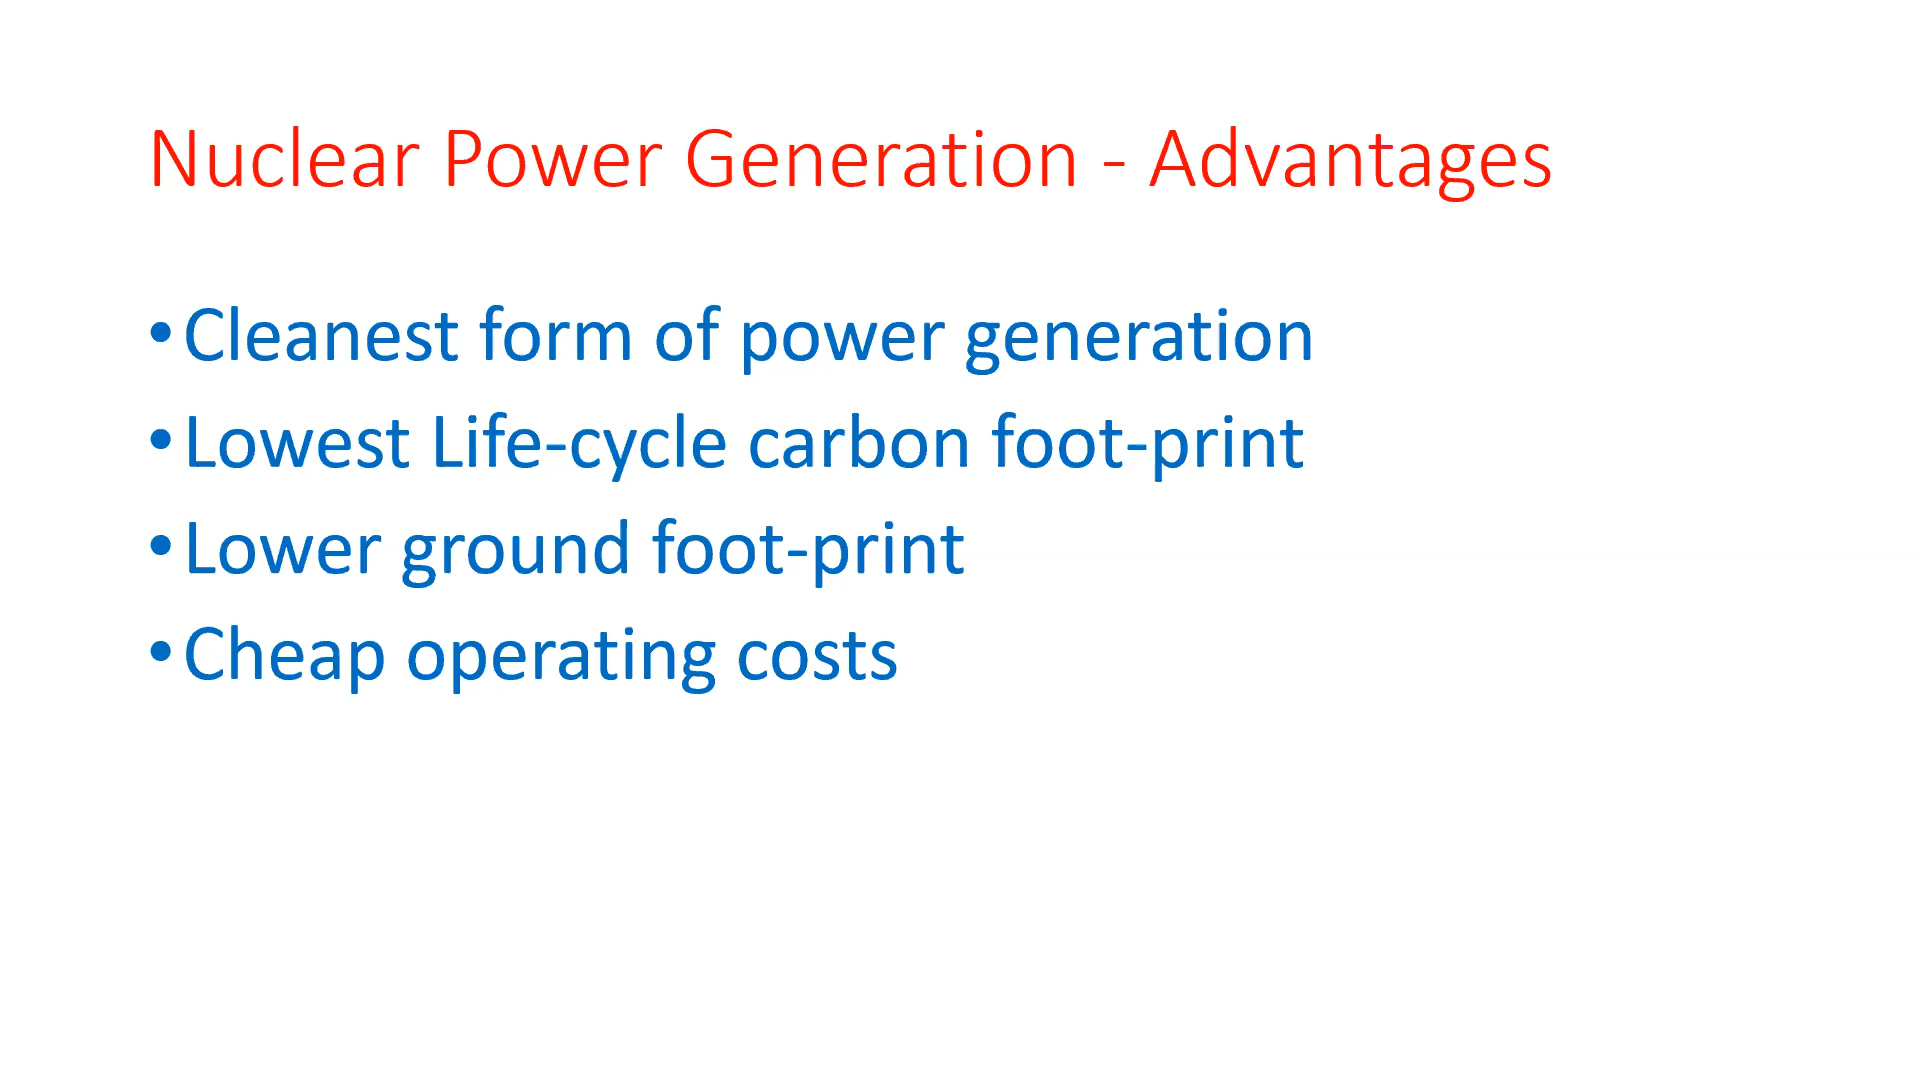 Nuclear Power Generation - Advantages
• Cleanest form of power generation
• Lowest Life-cycle carbon foot-print
• Lower ground foot-print
• Cheap operating costs